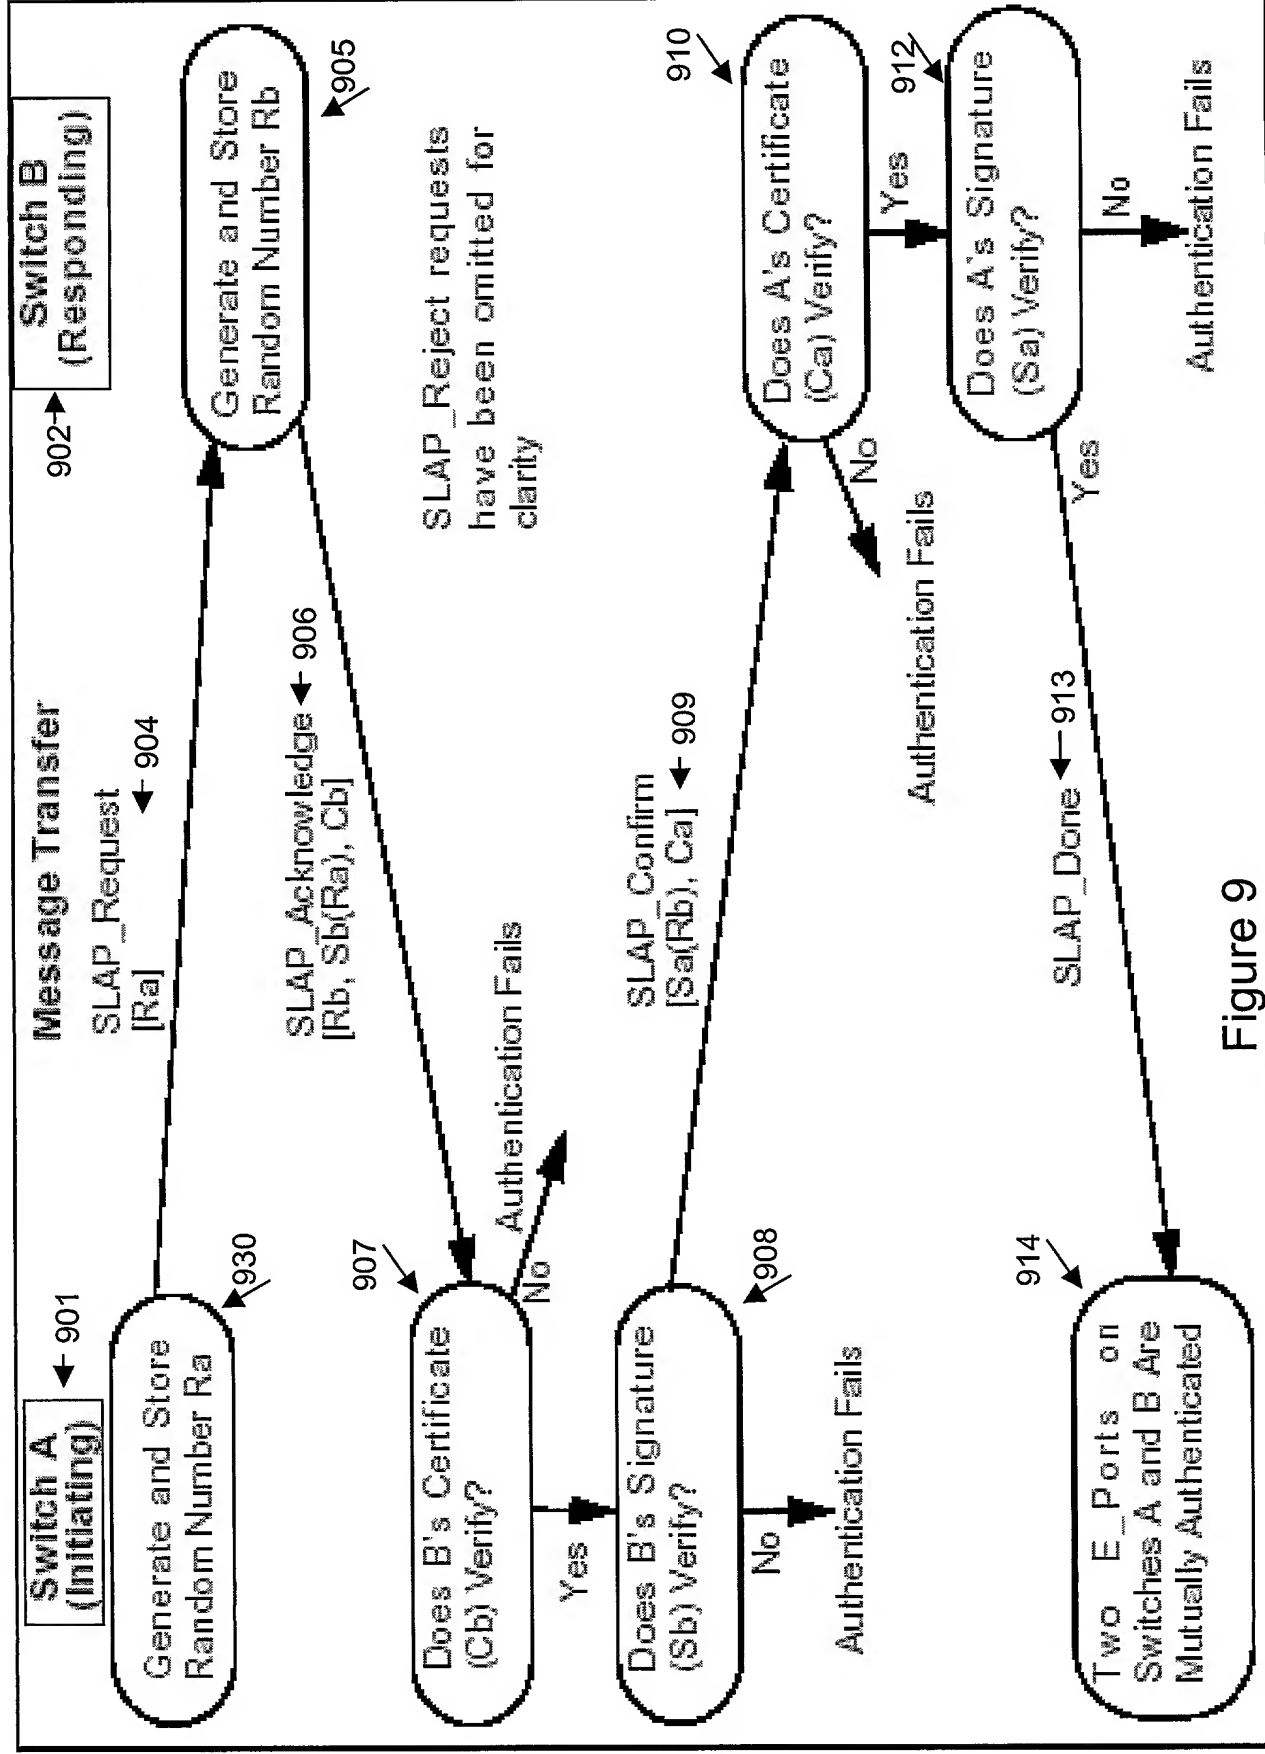 Switch A
(Initiating)
901
Message Transfer
Switch B
(Responding)
902
Generate and Store
Random Number Ra
930
SLAP_Request
[Ra]
904
Generate and Store
Random Number Rb
905
SLAP_Acknowledge
[Rb, Sb(Ra), Cb]
906
SLAP_Reject requests
have been omitted for
clarity
907
Does B's Certificate
(Cb) Verify?
No
Authentication Fails
Yes
Does B's Signature
(Sb) Verify?
908
No
Authentication Fails
SLAP_Confirm
[Sa(Rb), Ca]
909
910
Does A's Certificate
(Ca) Verify?
No
Authentication Fails
Yes
912
Does A's Signature
(Sa) Verify?
No
Authentication Fails
Yes
SLAP_Done
913
914
Two E_Ports on
Switches A and B Are
Mutually Authenticated
Figure 9